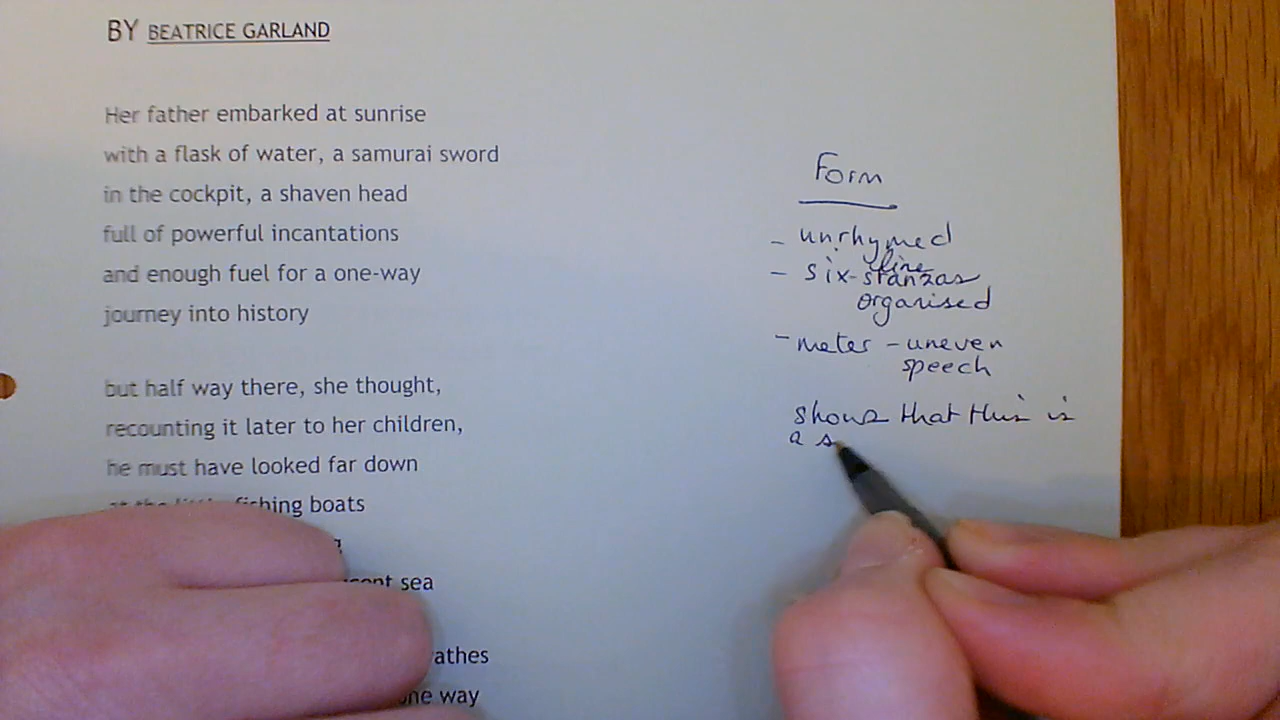 BY BEATRICE GARLAND
Her father embarked at sunrise
with a flask of water, a samurai sword
in the cockpit, a shaven head
full of powerful incantations
and enough fuel for a one-way
journey into history
but half way there, she thought,
recounting it later to her children,
he must have looked far down
at the little fishing boats
sea
one way
Form
- unrhymed
line
- six-stanzas
organised
- meter - uneven
speech
shows that this is
a s